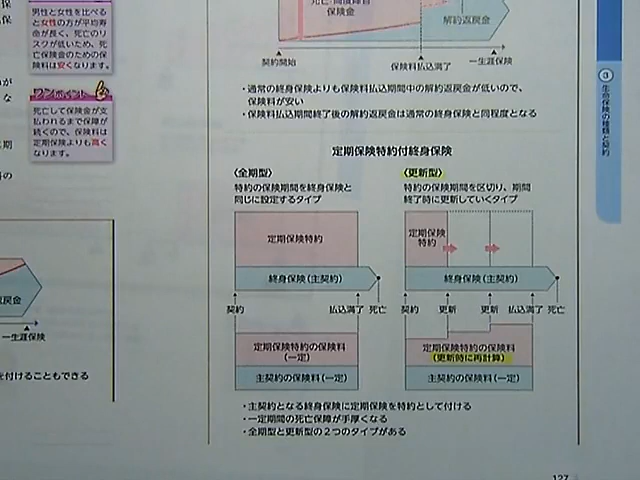 男性と女性を比べる
と女性の方が平均寿
命が長く、死亡のリ
スクが低いため、死
亡保険金のための保
険料は安くなります。
ワンポイント
死亡して保険金が支
払われるまで保障が
続くので、保険料は
定期保険よりも高く
なります。
返戻金
一生涯保険
を付けることもできる
死亡・高度障害
保険金
解約返戻金
契約開始
保険料払込満了
一生涯保険
・通常の終身保険よりも保険料払込期間中の解約返戻金が低いので、
保険料が安い
・保険料払込期間終了後の解約返戻金は通常の終身保険と同程度となる
定期保険特約付終身保険
〈全期型〉
特約の保険期間を終身保険と
同じに設定するタイプ
定期保険特約
終身保険(主契約)
契約
払込満了
死亡
定期保険特約の保険料
(一定)
主契約の保険料(一定)
〈更新型〉
特約の保険期間を区切り、期間
終了時に更新していくタイプ
定期保険
特約
終身保険(主契約)
契約
更新
更新
払込満了
死亡
定期保険特約の保険料
(更新時に再計算)
主契約の保険料(一定)
・主契約となる終身保険に定期保険を特約として付ける
・一定期間の死亡保障が手厚くなる
・全期型と更新型の2つのタイプがある
生命保険の種類と契約
127